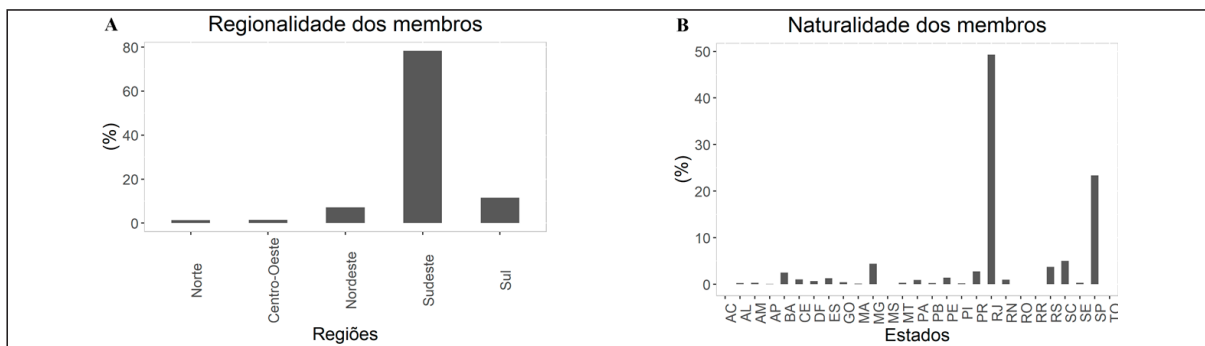 A
Regionalidade dos membros
80
60
40
20
0
(%)
Norte
Centro-Oeste
Nordeste
Sudeste
Sul
Regiões
B
Naturalidade dos membros
50
40
30
20
10
0
(%)
AC
AL
AM
AP
BA
CE
DF
ES
GO
MA
MG
MS
MT
PA
PB
PE
PI
PR
RJ
RN
RO
RR
RS
SC
SE
SP
TO
Estados